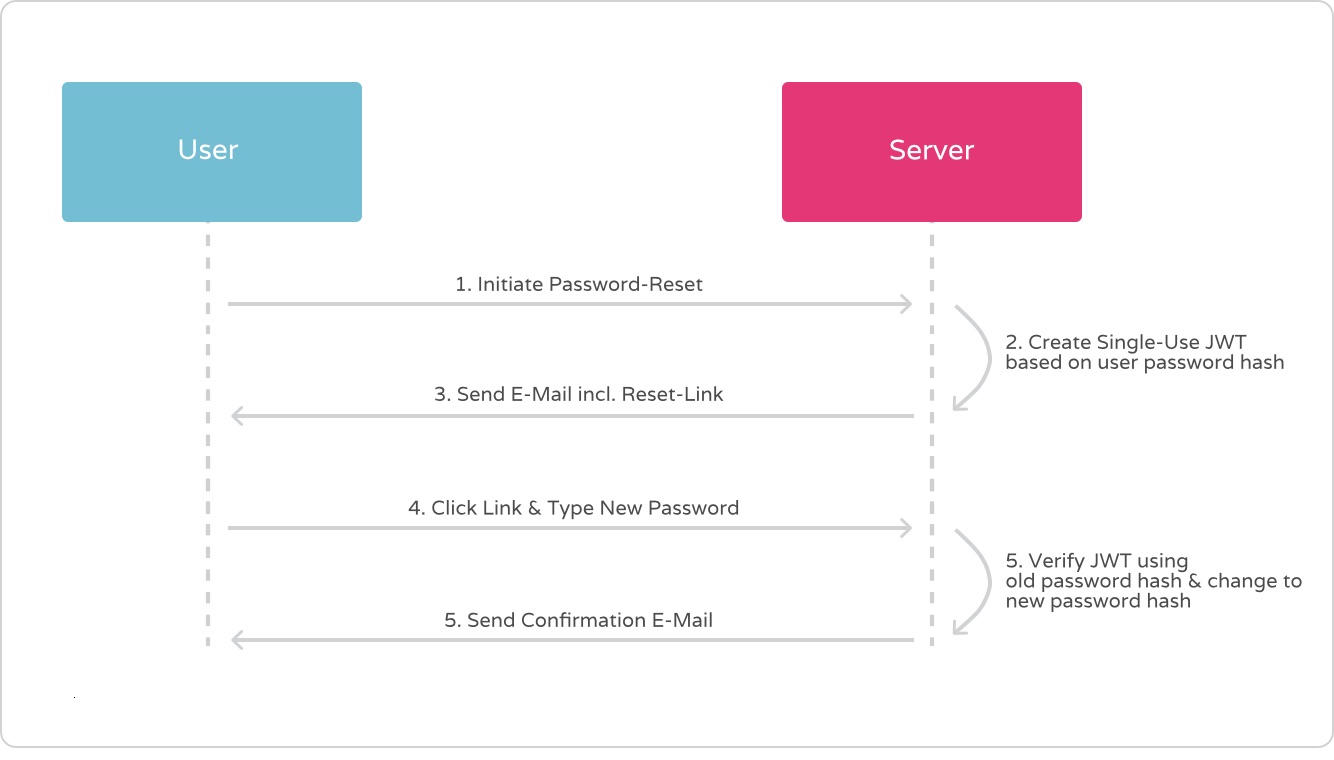 User
Server
1. Initiate Password-Reset
2. Create Single-Use JWT
based on user password hash
3. Send E-Mail incl. Reset-Link
4. Click Link & Type New Password
5. Verify JWT using
old password hash & change to
new password hash
5. Send Confirmation E-Mail
.